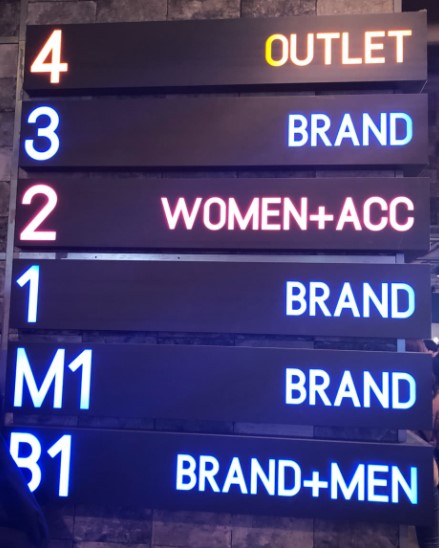 4 OUTLET
3 BRAND
2 WOMEN+ACC
1 BRAND
M1 BRAND
B1 BRAND+MEN